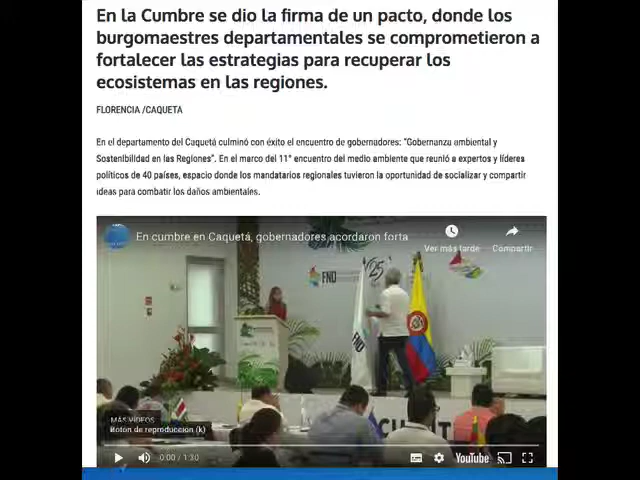 En la Cumbre se dio la firma de un pacto, donde los
burgomaestres departamentales se comprometieron a
fortalecer las estrategias para recuperar los
ecosistemas en las regiones.
FLORENCIA /CAQUETA
En el departamento del Caquetá culminó con éxito el encuentro de gobernadores: "Gobernanza ambiental y
Sostenibilidad en las Regiones". En el marco del 11° encuentro del medio ambiente que reunió a expertos y líderes
políticos de 40 países, espacio donde los mandatarios regionales tuvieron la oportunidad de socializar y compartir
ideas para combatir los daños ambientales.
En cumbre en Caquetá, gobernadores acordaron forta
Ver más tarde
Compartir
FND
25
FND
MÁS VÍDEOS
Botón de reproducción (k)
0:00 / 1:30
YouTube